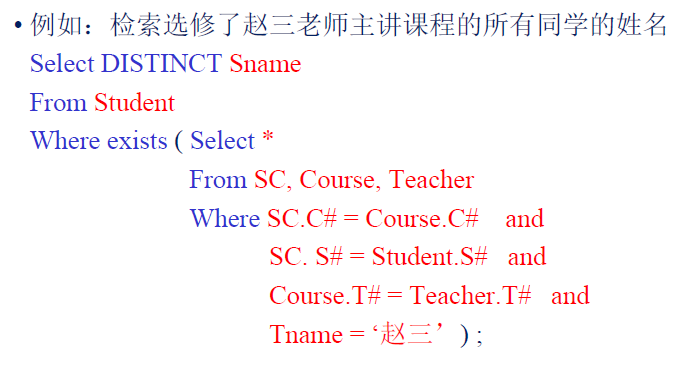 • 例如：检索选修了赵三老师主讲课程的所有同学的姓名
Select DISTINCT Sname
From Student
Where exists ( Select *
From SC, Course, Teacher
Where SC.C# = Course.C# and
SC. S# = Student.S# and
Course.T# = Teacher.T# and
Tname = ‘赵三’ ) ;